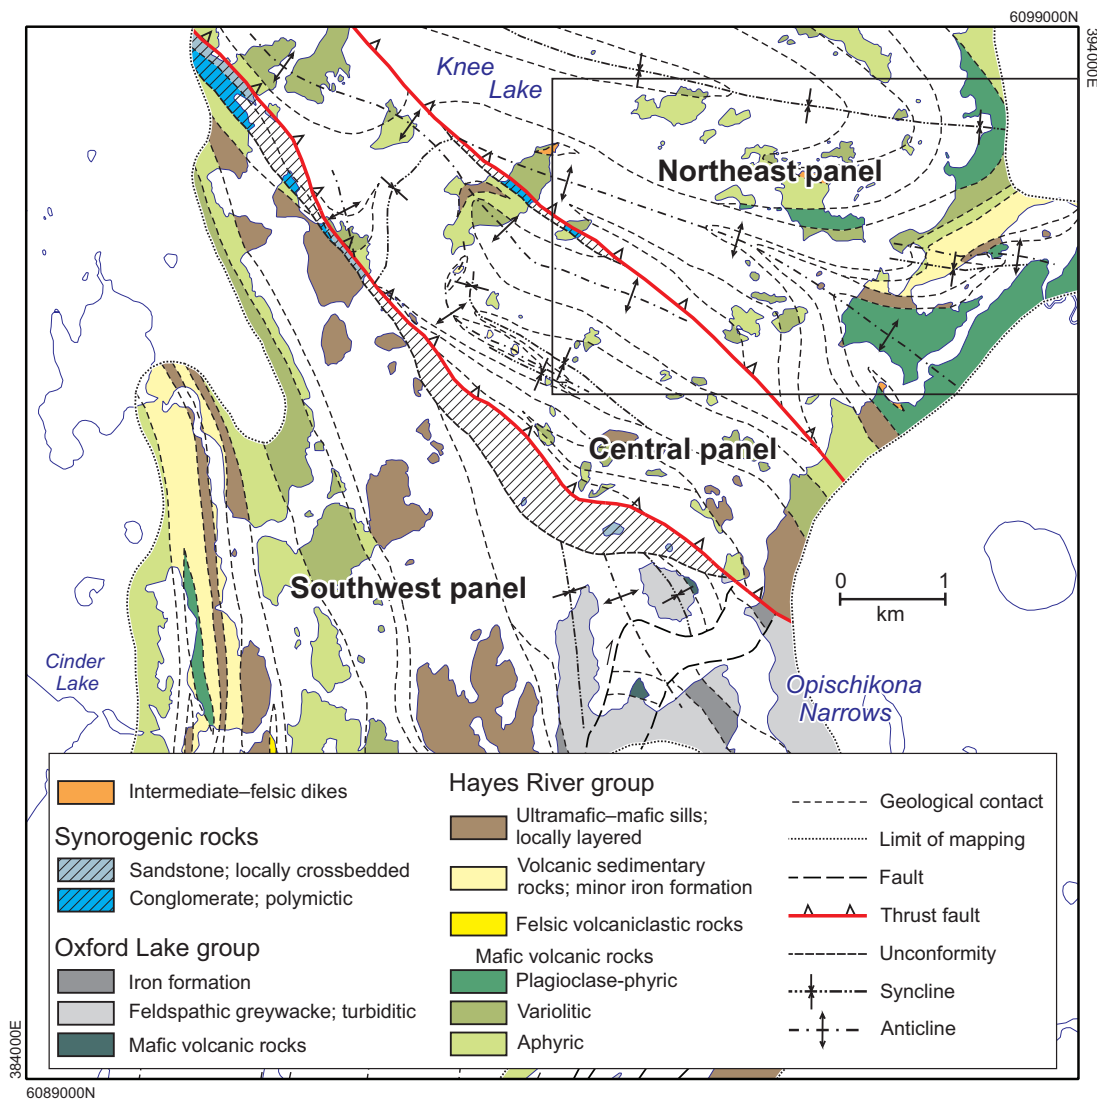 6099000N
394000E
Knee
Lake
Northeast panel
Central panel
Southwest panel
0 1
km
Cinder
Lake
Opischikona
Narrows
Intermediate–felsic dikes
Synorogenic rocks
Sandstone; locally crossbedded
Conglomerate; polymictic
Oxford Lake group
Iron formation
Feldspathic greywacke; turbiditic
Mafic volcanic rocks
Hayes River group
Ultramafic–mafic sills;
locally layered
Volcanic sedimentary
rocks; minor iron formation
Felsic volcaniclastic rocks
Mafic volcanic rocks
Plagioclase-phyric
Variolitic
Aphyric
Geological contact
Limit of mapping
Fault
Thrust fault
Unconformity
Syncline
Anticline
384000E
6089000N